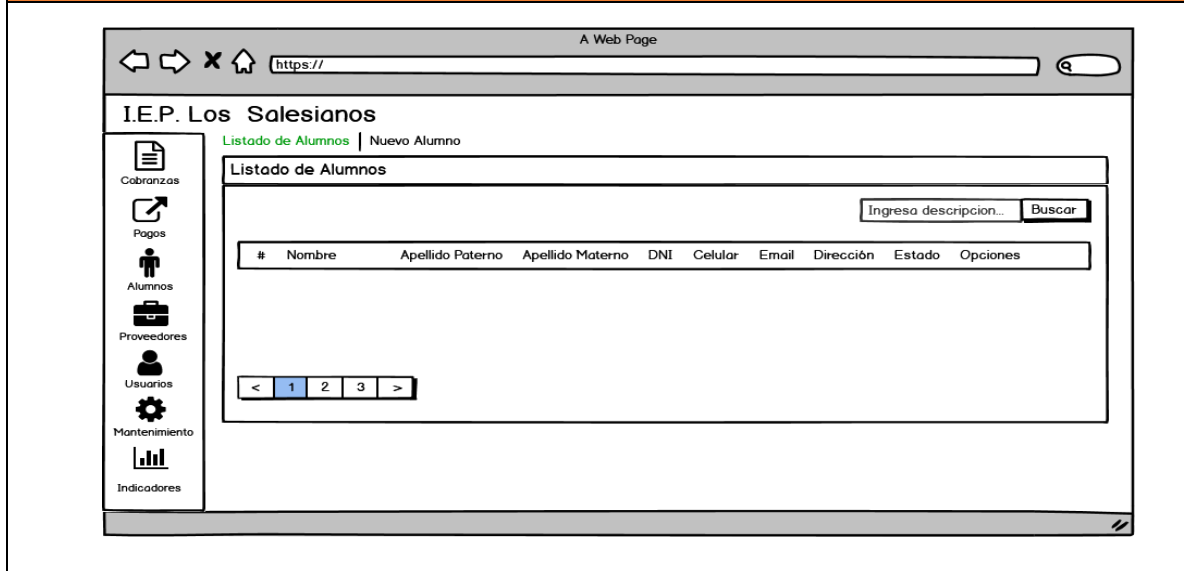 A Web Page
https://
I.E.P. Los Salesianos
Listado de Alumnos | Nuevo Alumno
Listado de Alumnos
Ingresa descripcion... Buscar
# Nombre Apellido Paterno Apellido Materno DNI Celular Email Dirección Estado Opciones
< 1 2 3 >
Cobranzas
Pagos
Alumnos
Proveedores
Usuarios
Mantenimiento
Indicadores